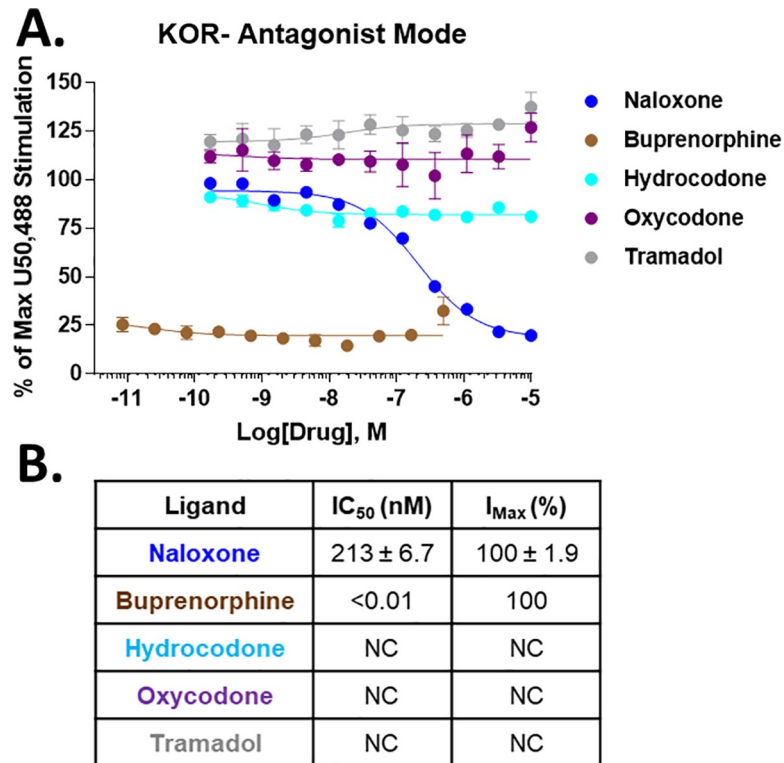 A.
KOR- Antagonist Mode
% of Max U50,488 Stimulation
150
125
100
75
50
25
0
-11 -10 -9 -8 -7 -6 -5
Log[Drug], M
Naloxone
Buprenorphine
Hydrocodone
Oxycodone
Tramadol
B.
Ligand IC50 (nM) IMax (%)
Naloxone 213 ± 6.7 100 ± 1.9
Buprenorphine <0.01 100
Hydrocodone NC NC
Oxycodone NC NC
Tramadol NC NC